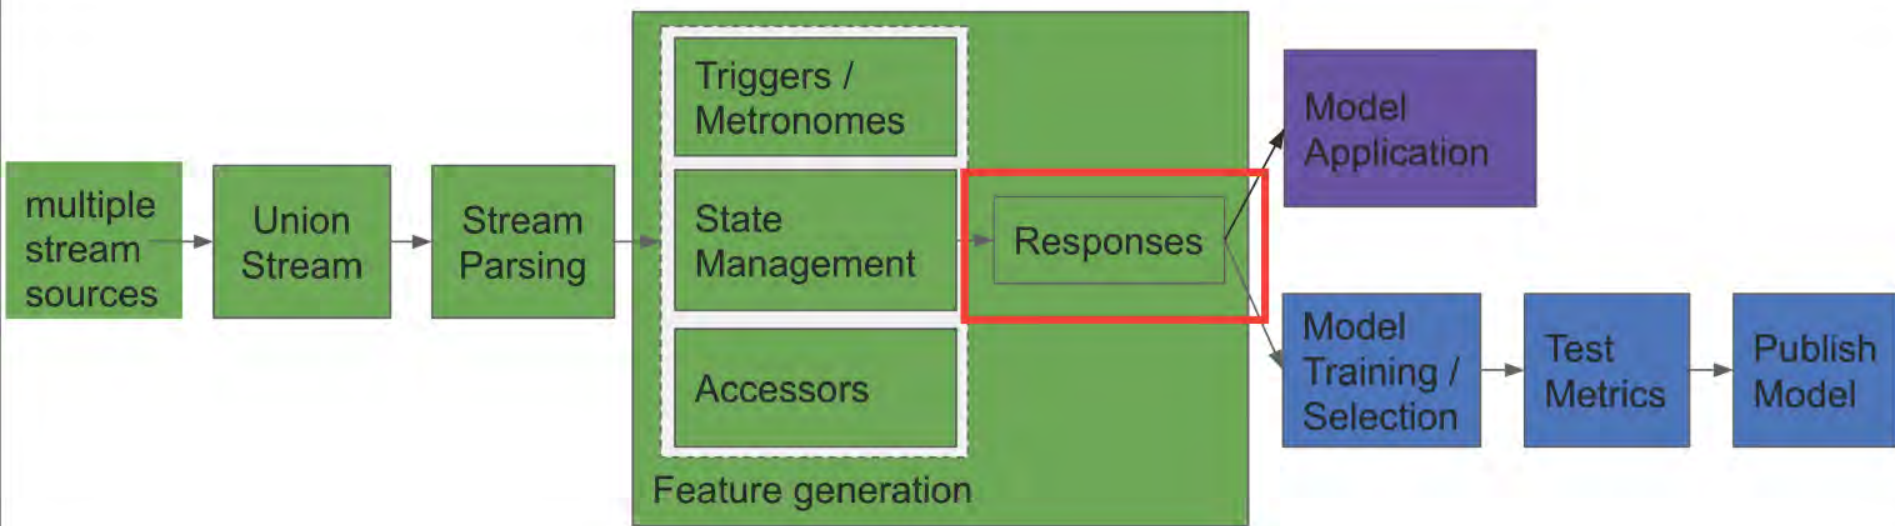 multiple
stream
sources
Union
Stream
Stream
Parsing
Triggers /
Metronomes
State
Management
Accessors
Feature generation
Responses
Model
Application
Model
Training /
Selection
Test
Metrics
Publish
Model